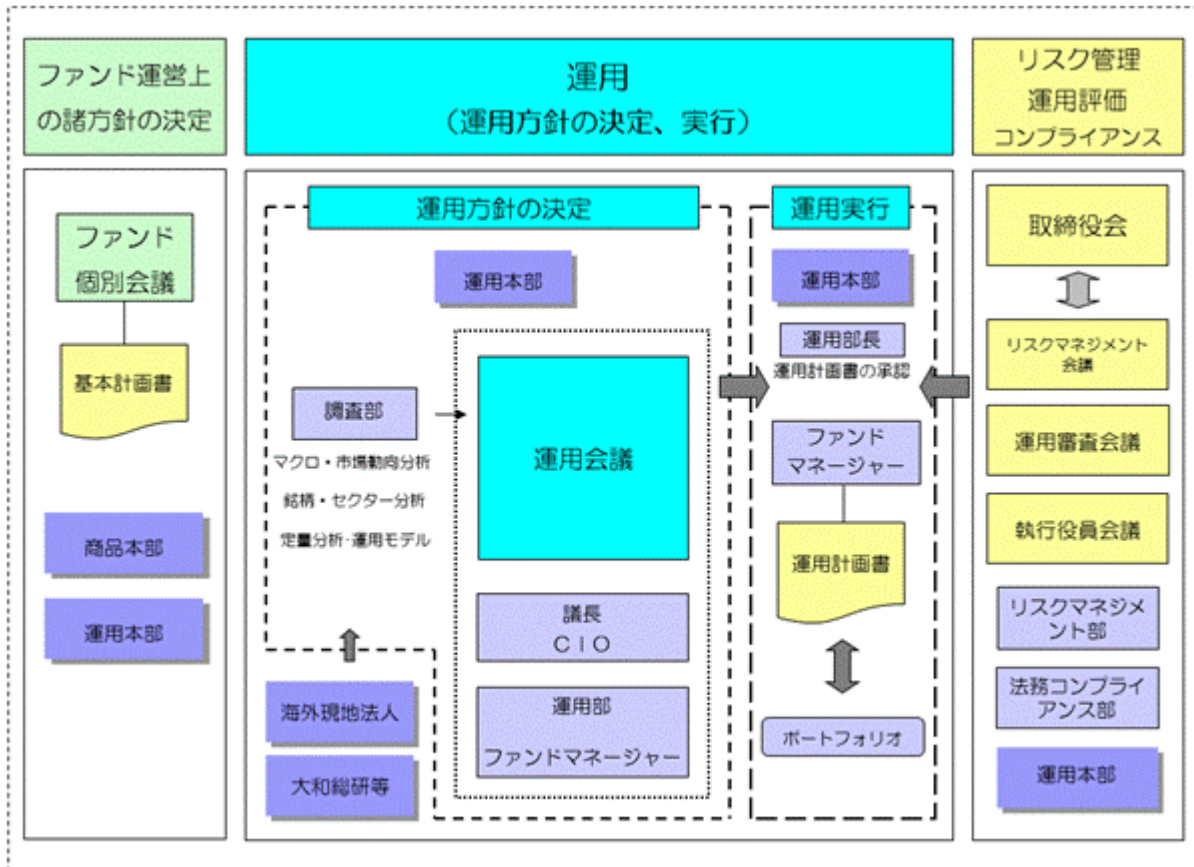 ファンド運営上
の諸方針の決定
運用
（運用方針の決定、実行）
リスク管理
運用評価
コンプライアンス
ファンド
個別会議
基本計画書
商品本部
運用本部
運用方針の決定
運用本部
調査部
マクロ・市場動向分析
銘柄・セクター分析
定量分析・運用モデル
運用会議
議長
ＣＩＯ
運用部
ファンドマネージャー
海外現地法人
大和総研等
運用実行
運用本部
運用部長
運用計画書の承認
ファンド
マネージャー
運用計画書
ポートフォリオ
取締役会
リスクマネジメント
会議
運用審査会議
執行役員会議
リスクマネジメ
ント部
法務コンプライ
アンス部
運用本部